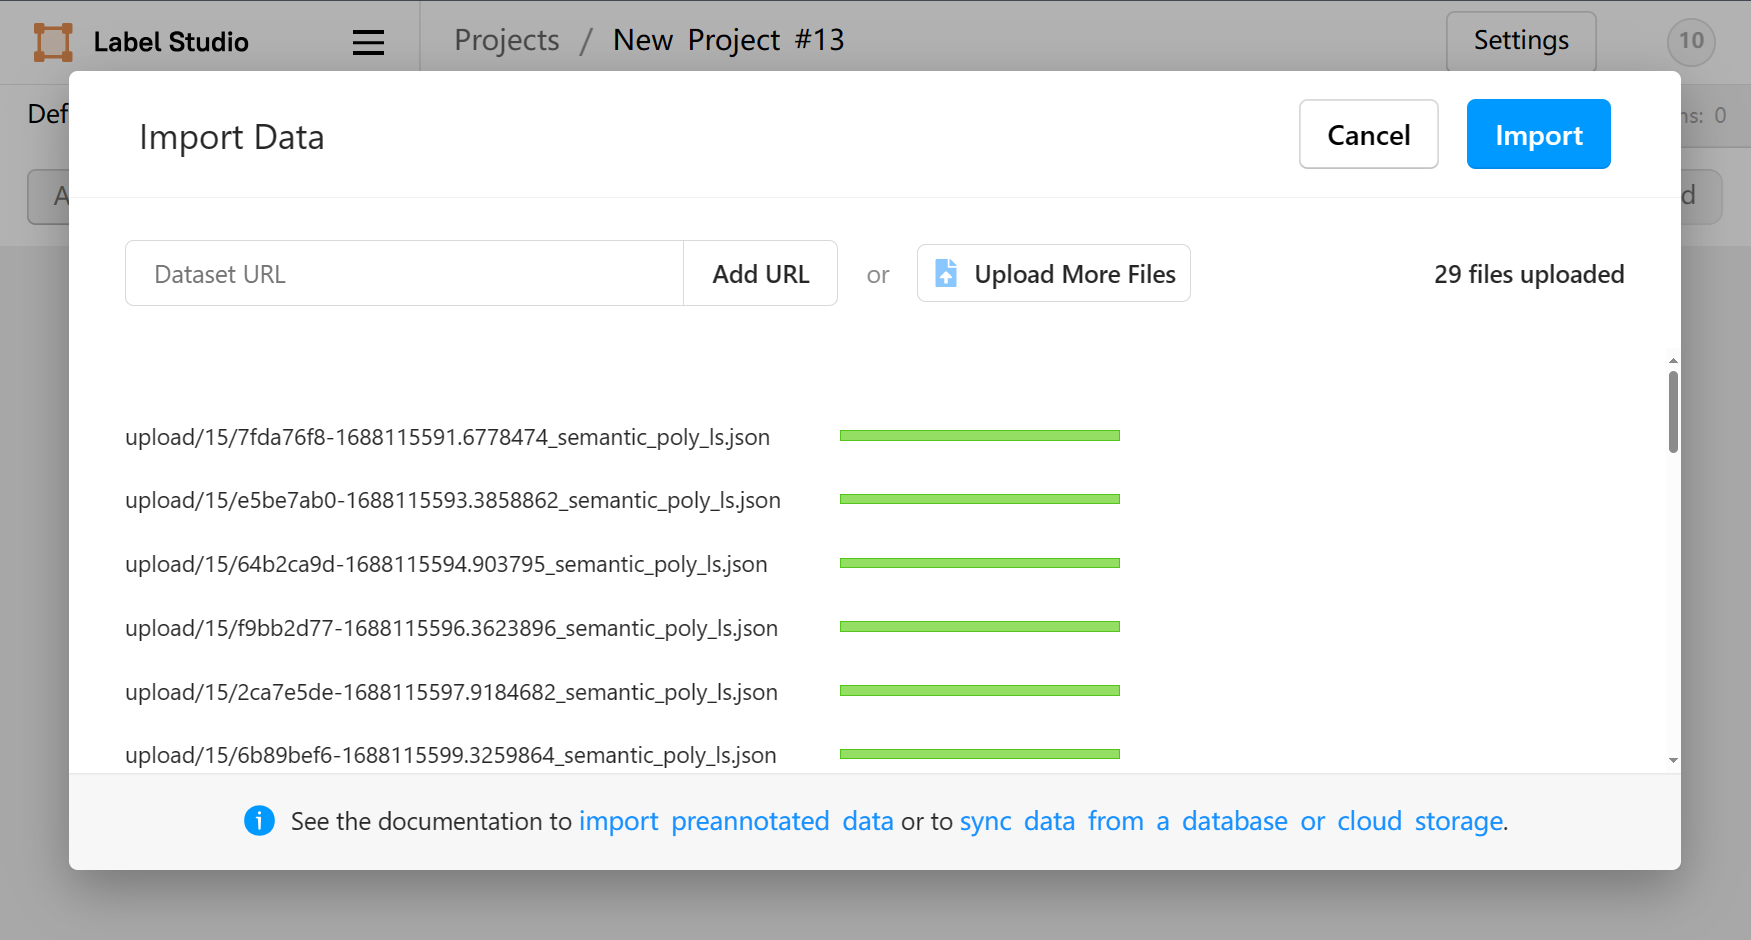 Label Studio
Projects / New Project #13
Settings
10
Def
ns: 0
A
d
Import Data
Cancel
Import
Dataset URL
Add URL
or
Upload More Files
29 files uploaded
upload/15/7fda76f8-1688115591.6778474_semantic_poly_ls.json
upload/15/e5be7ab0-1688115593.3858862_semantic_poly_ls.json
upload/15/64b2ca9d-1688115594.903795_semantic_poly_ls.json
upload/15/f9bb2d77-1688115596.3623896_semantic_poly_ls.json
upload/15/2ca7e5de-1688115597.9184682_semantic_poly_ls.json
upload/15/6b89bef6-1688115599.3259864_semantic_poly_ls.json
See the documentation to import preannotated data or to sync data from a database or cloud storage.